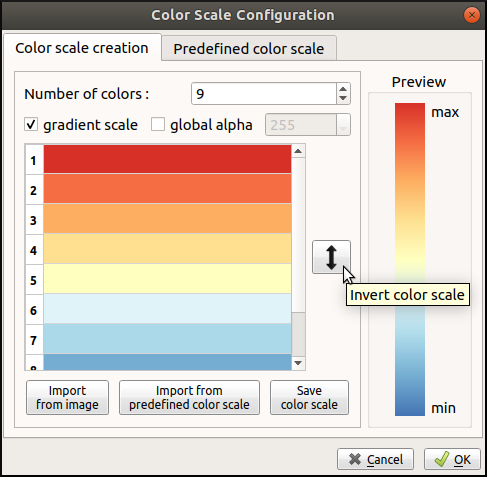 Color Scale Configuration
Color scale creation
Predefined color scale
Number of colors :
9
Preview
gradient scale
global alpha
255
max
1
2
3
4
5
6
7
8
Invert color scale
min
Import
from image
Import from
predefined color scale
Save
color scale
Cancel
OK